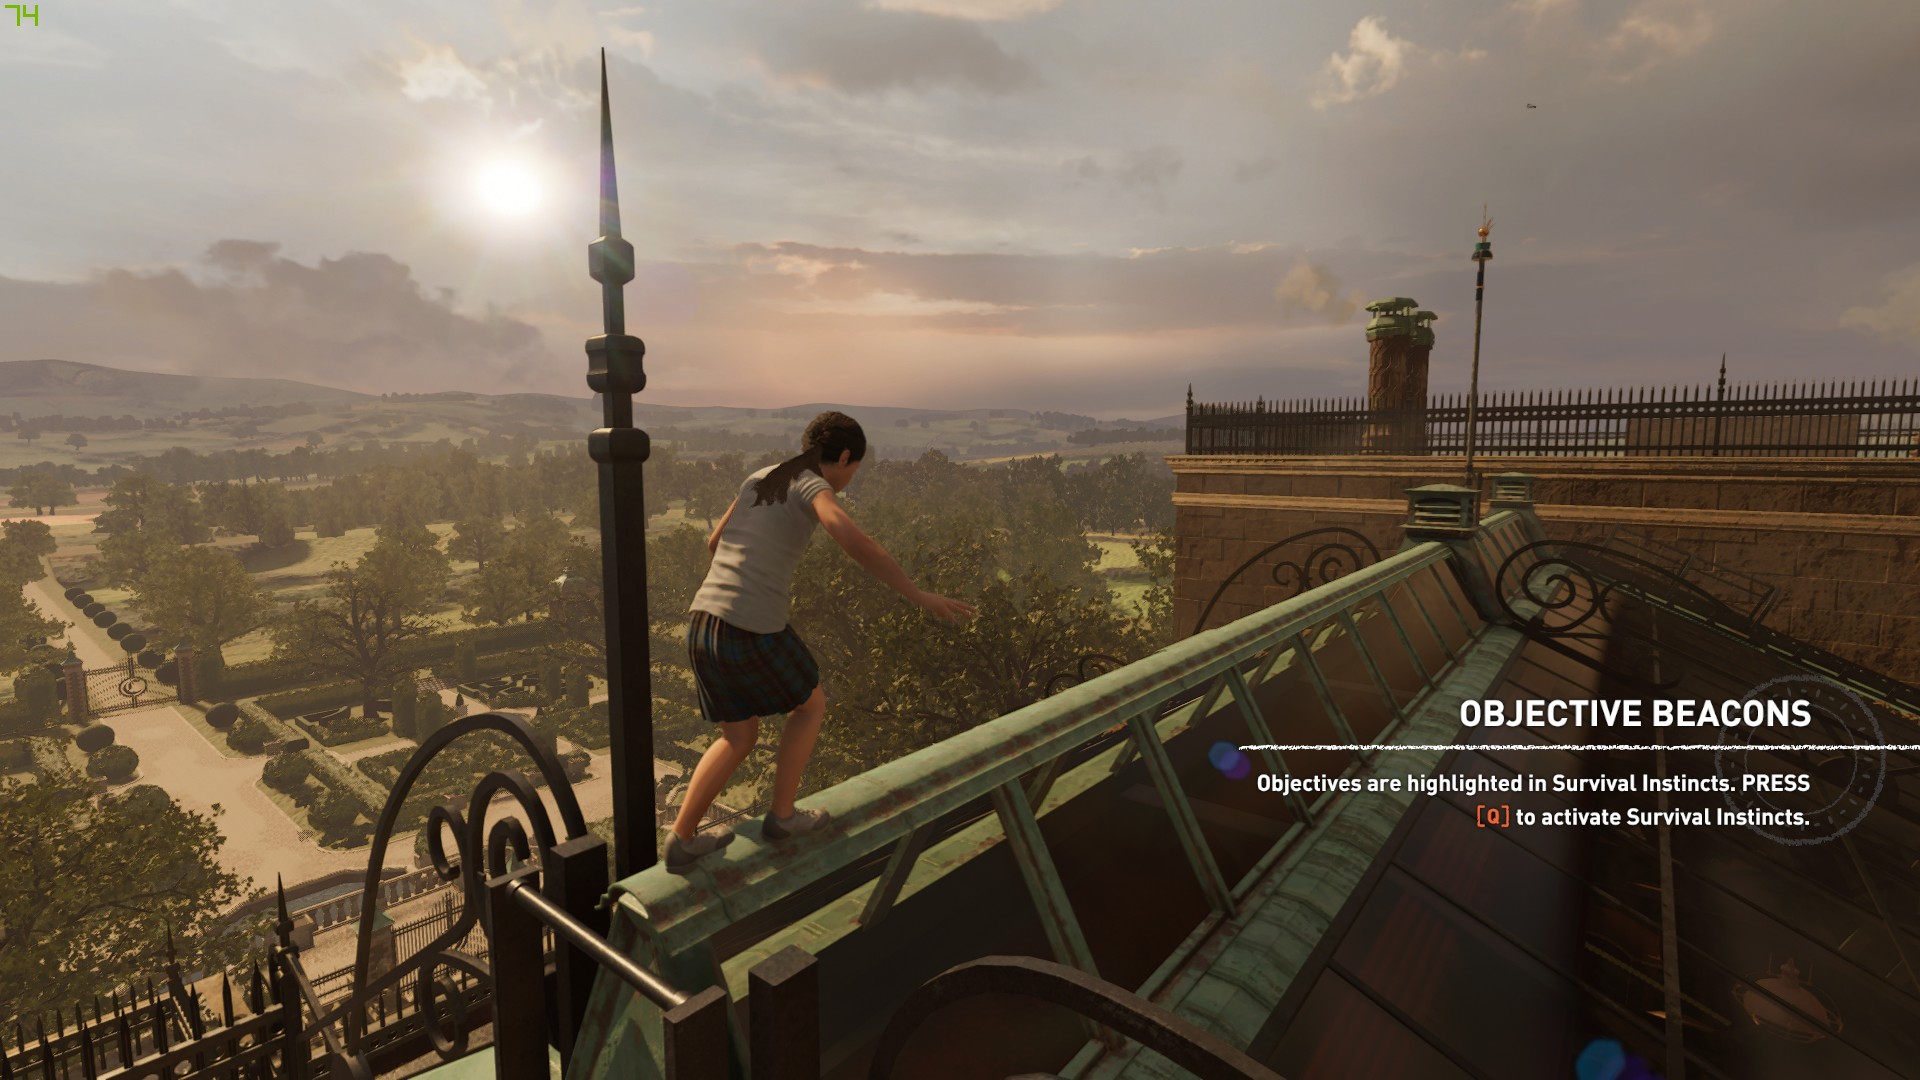 74
OBJECTIVE BEACONS
Objectives are highlighted in Survival Instincts. PRESS
[Q] to activate Survival Instincts.